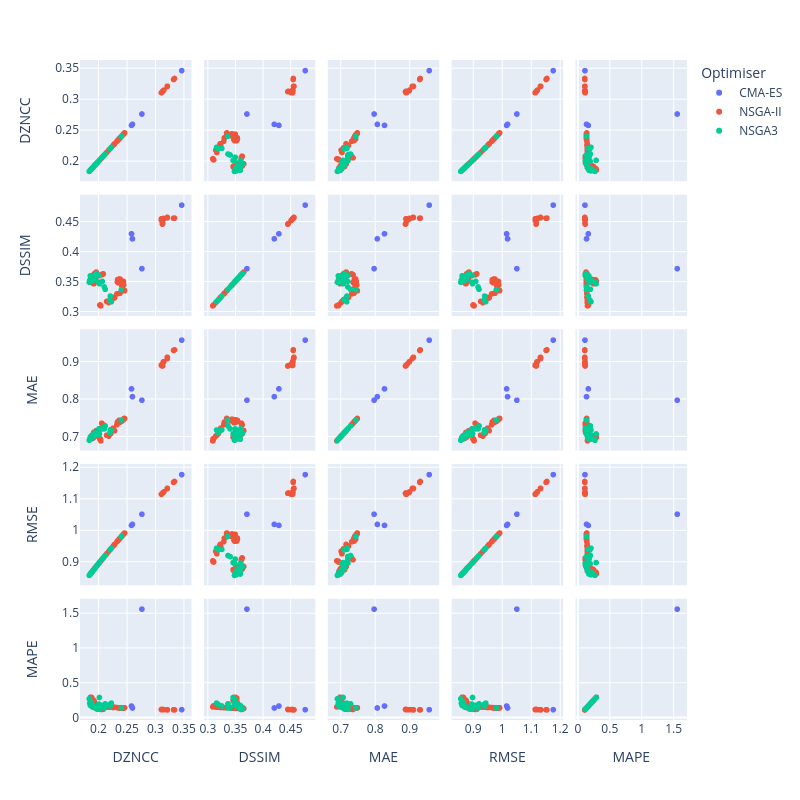 Optimiser
CMA-ES
NSGA-II
NSGA3
DZNCC
0.35
0.3
0.25
0.2
DSSIM
0.45
0.4
0.35
0.3
MAE
0.9
0.8
0.7
RMSE
1.2
1.1
1
0.9
MAPE
1.5
1
0.5
0
0.2 0.25 0.3 0.35 0.3 0.35 0.4 0.45 0.7 0.8 0.9 0.9 1 1.1 1.2 0 0.5 1 1.5
DZNCC DSSIM MAE RMSE MAPE